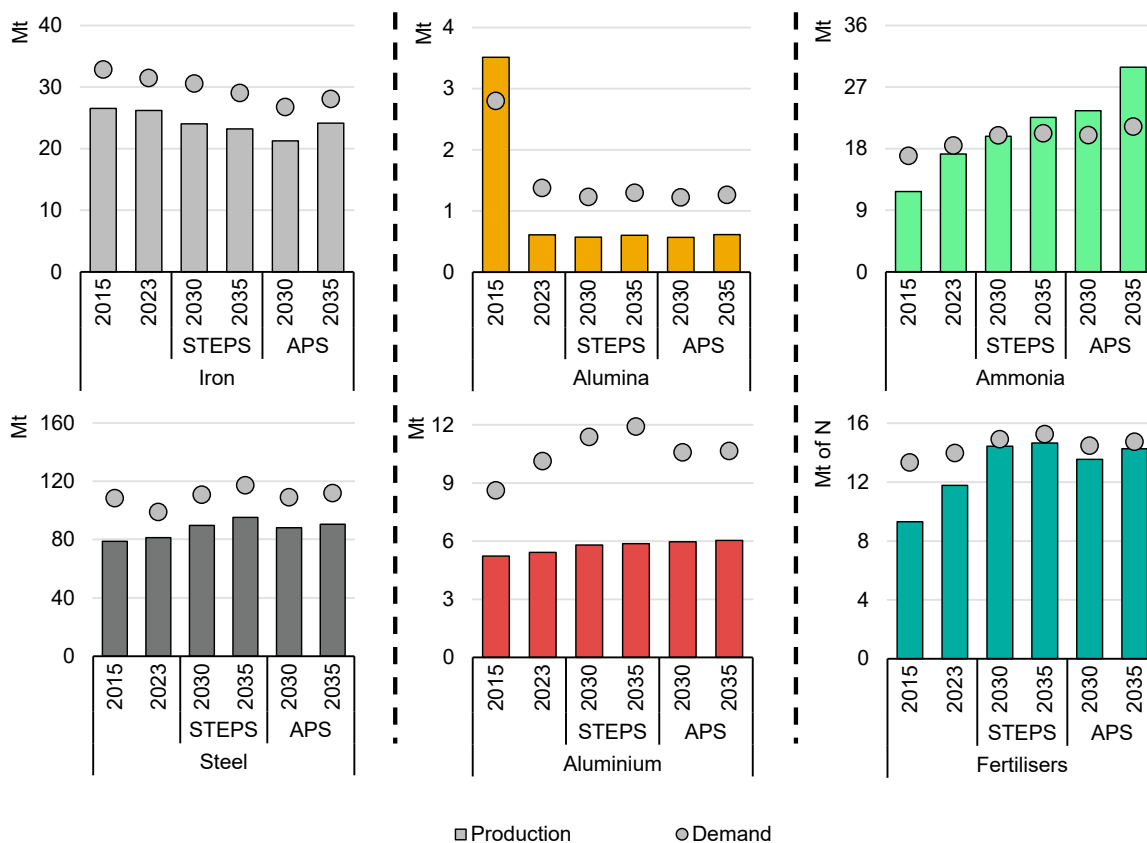 Mt
40
30
20
10
0
2015
2023
2030
2035
2030
2035
STEPS
APS
Iron
Mt
4
3
2
1
0
2015
2023
2030
2035
2030
2035
STEPS
APS
Alumina
Mt
36
27
18
9
0
2015
2023
2030
2035
2030
2035
STEPS
APS
Ammonia
Mt
160
120
80
40
0
2015
2023
2030
2035
2030
2035
STEPS
APS
Steel
Mt
12
9
6
3
0
2015
2023
2030
2035
2030
2035
STEPS
APS
Aluminium
Mt of N
16
12
8
4
0
2015
2023
2030
2035
2030
2035
STEPS
APS
Fertilisers
Production
Demand